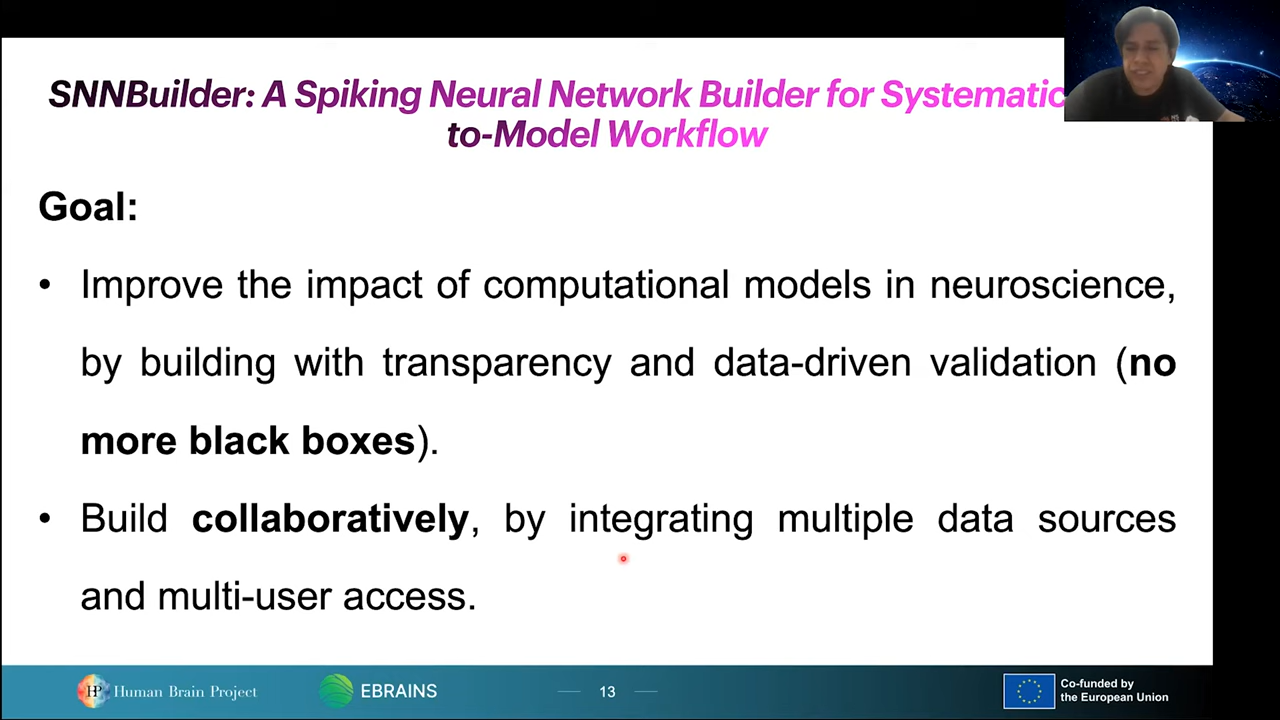 SNNBuilder: A Spiking Neural Network Builder for Systematic
to-Model Workflow
Goal:
• Improve the impact of computational models in neuroscience,
by building with transparency and data-driven validation (no
more black boxes).
• Build collaboratively, by integrating multiple data sources
and multi-user access.
HP Human Brain Project
EBRAINS
13
Co-funded by
the European Union